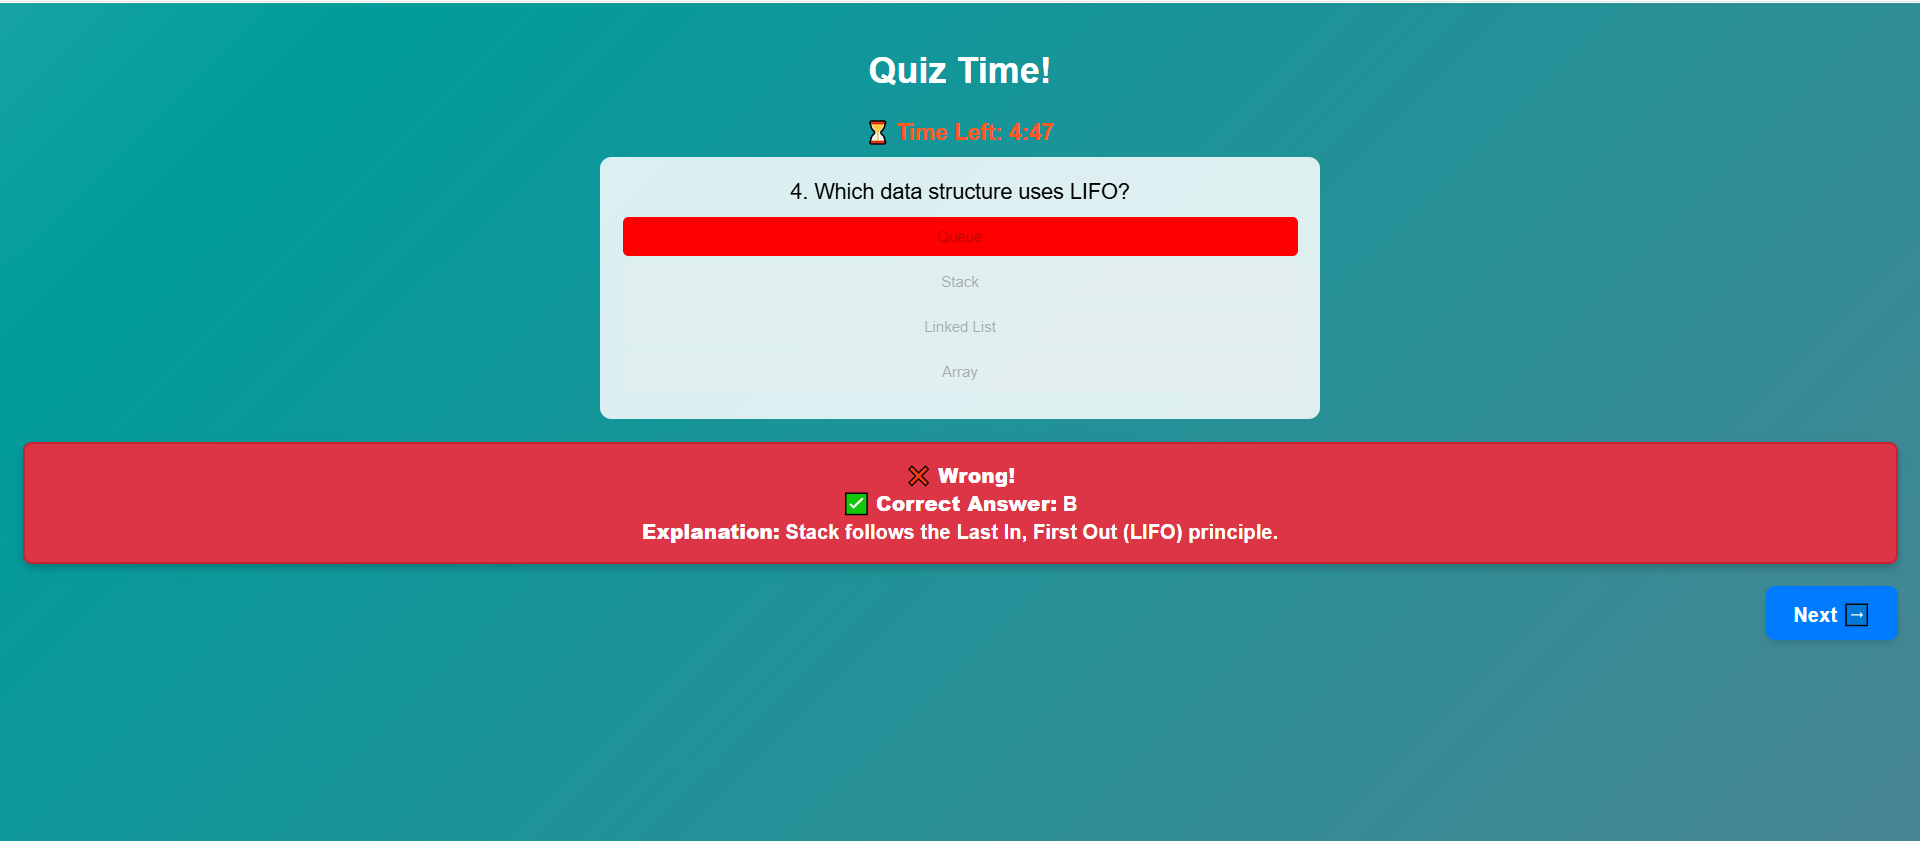 Quiz Time!
⏳ Time Left: 4:47
4. Which data structure uses LIFO?
Queue
Stack
Linked List
Array
❌ Wrong!
✅ Correct Answer: B
Explanation: Stack follows the Last In, First Out (LIFO) principle.
Next ➡